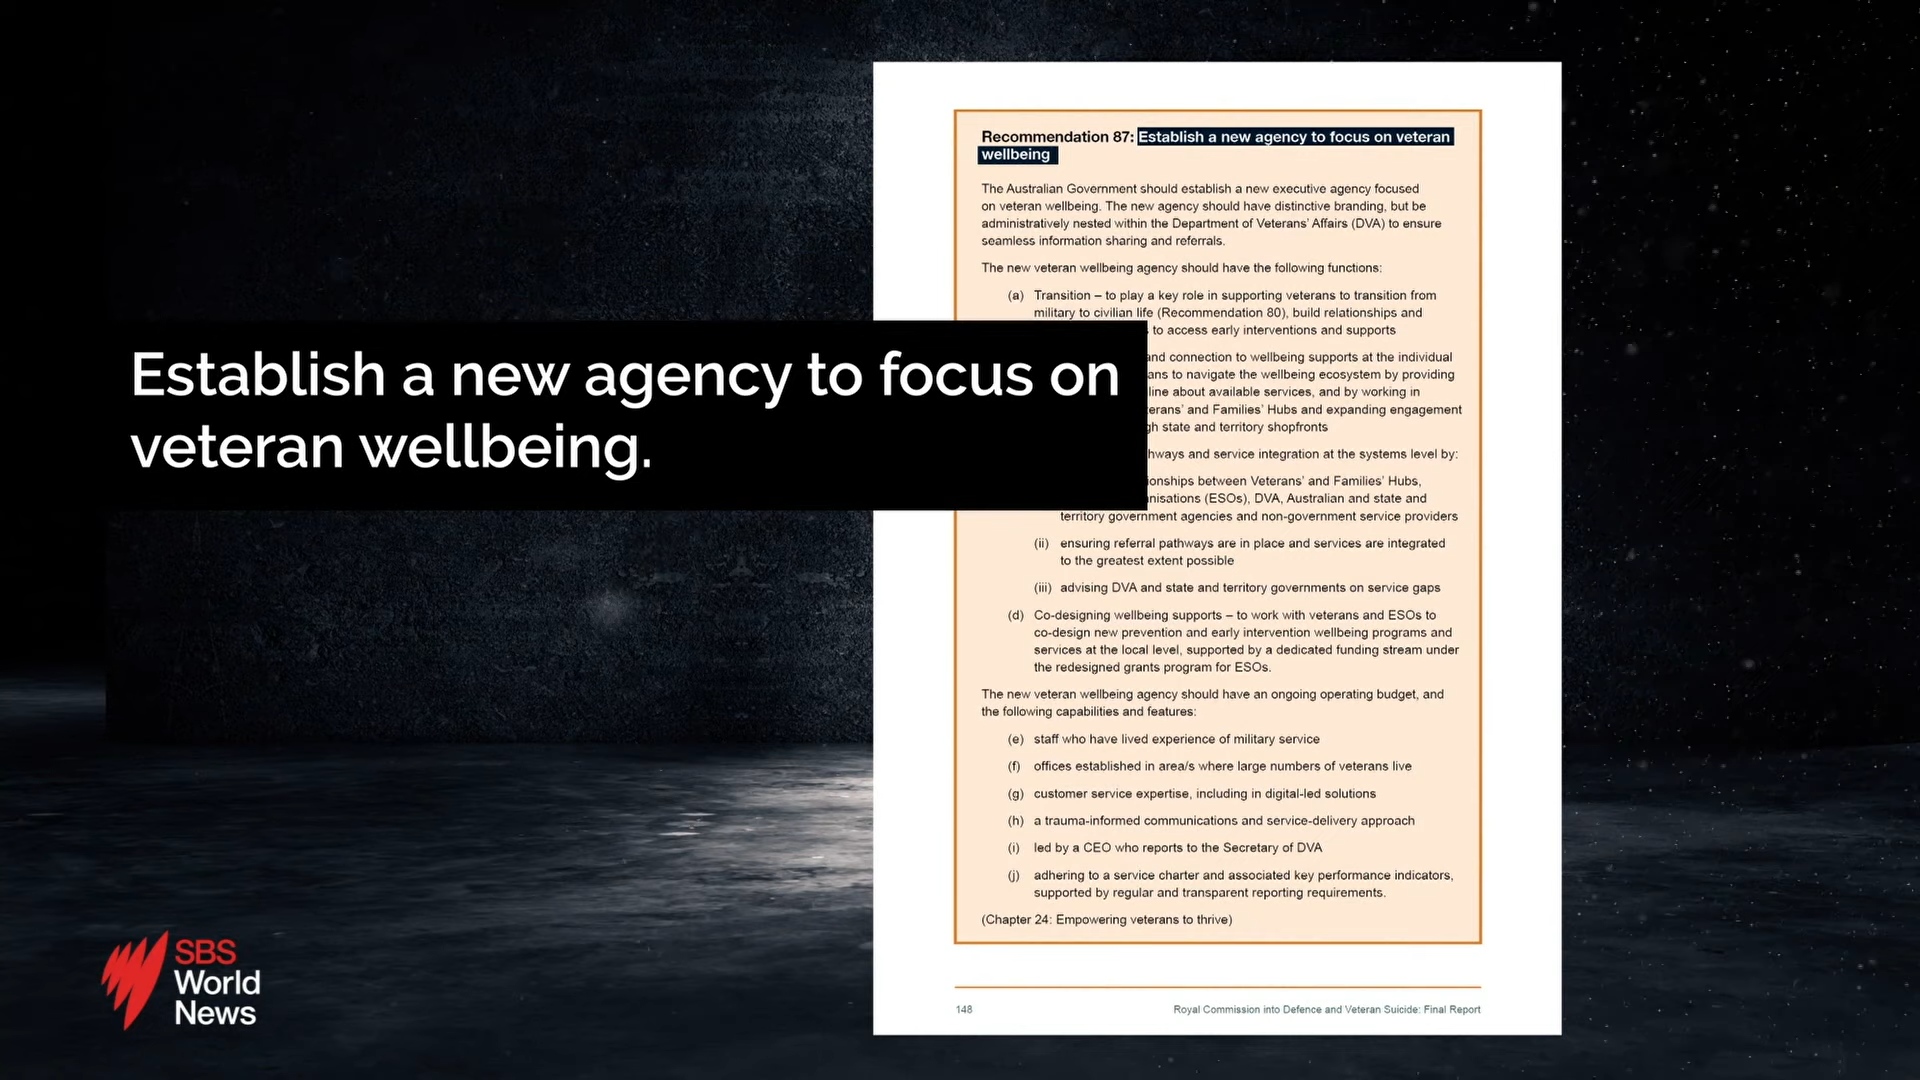 Establish a new agency to focus on
veteran wellbeing.
Recommendation 87: Establish a new agency to focus on veteran
wellbeing
The Australian Government should establish a new executive agency focused
on veteran wellbeing. The new agency should have distinctive branding, but be
administratively nested within the Department of Veterans' Affairs (DVA) to ensure
seamless information sharing and referrals.
The new veteran wellbeing agency should have the following functions:
(a) Transition – to play a key role in supporting veterans to transition from
military to civilian life (Recommendation 80), build relationships and
to access early interventions and supports
and connection to wellbeing supports at the individual
to navigate the wellbeing ecosystem by providing
about available services, and by working in
and Families' Hubs and expanding engagement
state and territory shopfronts
and service integration at the systems level by:
between Veterans' and Families' Hubs,
(ESOs), DVA, Australian and state and
territory government agencies and non-government service providers
(ii) ensuring referral pathways are in place and services are integrated
to the greatest extent possible
(iii) advising DVA and state and territory governments on service gaps
(d) Co-designing wellbeing supports – to work with veterans and ESOs to
co-design new prevention and early intervention wellbeing programs and
services at the local level, supported by a dedicated funding stream under
the redesigned grants program for ESOs.
The new veteran wellbeing agency should have an ongoing operating budget, and
the following capabilities and features:
(e) staff who have lived experience of military service
(f) offices established in area/s where large numbers of veterans live
(g) customer service expertise, including in digital-led solutions
(h) a trauma-informed communications and service-delivery approach
(i) led by a CEO who reports to the Secretary of DVA
(j) adhering to a service charter and associated key performance indicators,
supported by regular and transparent reporting requirements.
(Chapter 24: Empowering veterans to thrive)
148 Royal Commission into Defence and Veteran Suicide: Final Report
SBS
World
News